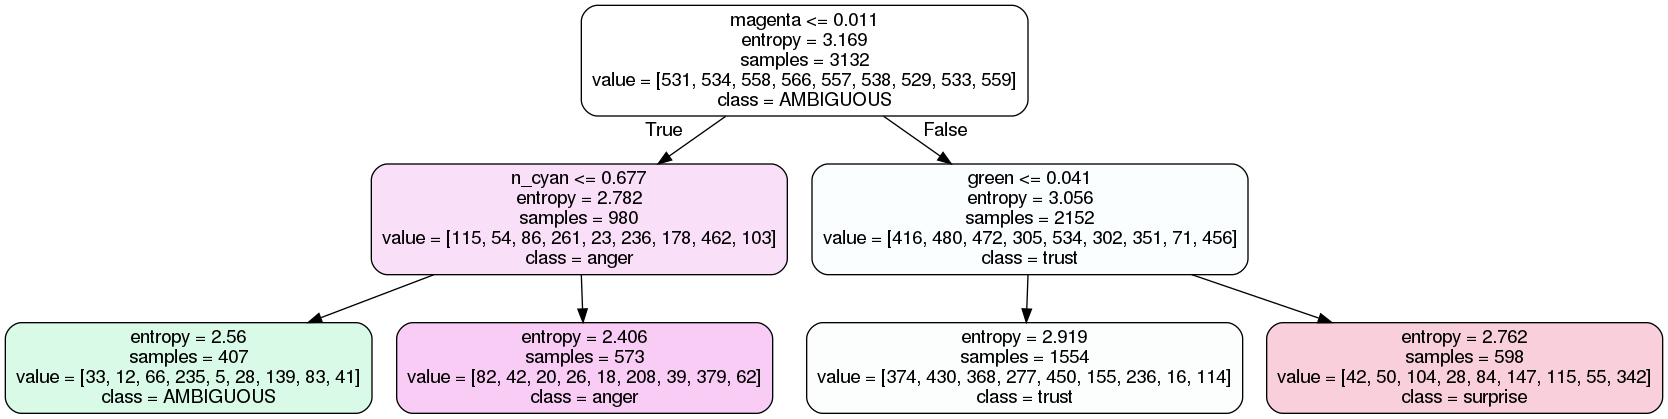 magenta <= 0.011
entropy = 3.169
samples = 3132
value = [531, 534, 558, 566, 557, 538, 529, 533, 559]
class = AMBIGUOUS
True
False
n_cyan <= 0.677
entropy = 2.782
samples = 980
value = [115, 54, 86, 261, 23, 236, 178, 462, 103]
class = anger
green <= 0.041
entropy = 3.056
samples = 2152
value = [416, 480, 472, 305, 534, 302, 351, 71, 456]
class = trust
entropy = 2.56
samples = 407
value = [33, 12, 66, 235, 5, 28, 139, 83, 41]
class = AMBIGUOUS
entropy = 2.406
samples = 573
value = [82, 42, 20, 26, 18, 208, 39, 379, 62]
class = anger
entropy = 2.919
samples = 1554
value = [374, 430, 368, 277, 450, 155, 236, 16, 114]
class = trust
entropy = 2.762
samples = 598
value = [42, 50, 104, 28, 84, 147, 115, 55, 342]
class = surprise